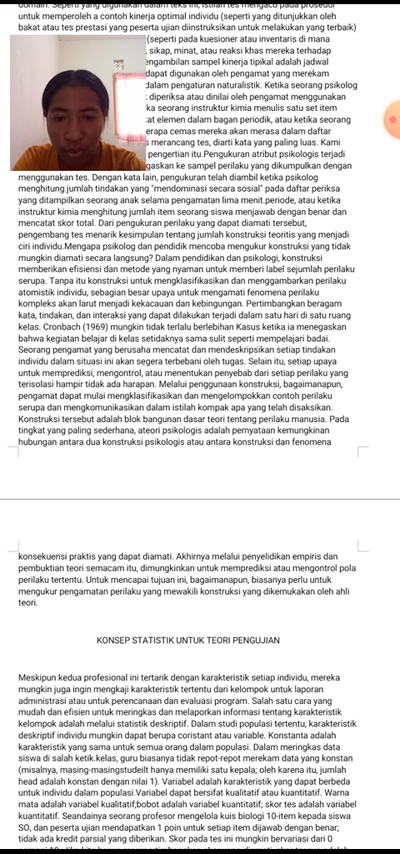 domain. Seperti yang digunakan dalam teks ini, istilah tes mengacu pada prosedur
untuk memperoleh a contoh kinerja optimal individu (seperti yang ditunjukkan oleh
bakat atau tes prestasi yang peserta ujian diinstruksikan untuk melakukan yang terbaik)
(seperti pada kuesioner atau inventaris di mana
, sikap, minat, atau reaksi khas mereka terhadap
engambilan sampel kinerja tipikal adalah jadwal
dapat digunakan oleh pengamat yang merekam
dalam pengaturan naturalistik. Ketika seorang psikolog
diperiksa atau dinilai oleh pengamat menggunakan
ka seorang instruktur kimia menulis satu set item
at elemen dalam bagan periodik, atau ketika seorang
erapa cemas mereka akan merasa dalam daftar
merancang tes, diarti kata yang paling luas. Kami
pengertian itu.Pengukuran atribut psikologis terjadi
gaskan ke sampel perilaku yang dikumpulkan dengan
menggunakan tes. Dengan kata lain, pengukuran telah diambil ketika psikolog
menghitung jumlah tindakan yang "mendominasi secara sosial" pada daftar periksa
yang ditampilkan seorang anak selama pengamatan lima menit.periode, atau ketika
instruktur kimia menghitung jumlah item seorang siswa menjawab dengan benar dan
mencatat skor total. Dari pengukuran perilaku yang dapat diamati tersebut,
pengembang tes menarik kesimpulan tentang jumlah konstruksi teoritis yang menjadi
ciri individu.Mengapa psikolog dan pendidik mencoba mengukur konstruksi yang tidak
mungkin diamati secara langsung? Dalam pendidikan dan psikologi, konstruksi
memberikan efisiensi dan metode yang nyaman untuk memberi label sejumlah perilaku
serupa. Tanpa itu konstruksi untuk mengklasifikasikan dan menggambarkan perilaku
atomistik individu, sebagian besar upaya untuk mengamati fenomena perilaku
kompleks akan larut menjadi kekacauan dan kebingungan. Pertimbangkan beragam
kata, tindakan, dan interaksi yang dapat dilakukan terjadi dalam satu hari di satu ruang
kelas. Cronbach (1969) mungkin tidak terlalu berlebihan Kasus ketika ia menegaskan
bahwa kegiatan belajar di kelas setidaknya sama sulit seperti mempelajari badai.
Seorang pengamat yang berusaha mencatat dan mendeskripsikan setiap tindakan
individu dalam situasi ini akan segera terbebani oleh tugas. Selain itu, setiap upaya
untuk memprediksi, mengontrol, atau menentukan penyebab dari setiap perilaku yang
terisolasi hampir tidak ada harapan. Melalui penggunaan konstruksi, bagaimanapun,
pengamat dapat mulai mengklasifikasikan dan mengelompokkan contoh perilaku
serupa dan mengkomunikasikan dalam istilah kompak apa yang telah disaksikan.
Konstruksi tersebut adalah blok bangunan dasar teori tentang perilaku manusia. Pada
tingkat yang paling sederhana, ateori psikologis adalah pernyataan kemungkinan
hubungan antara dua konstruksi psikologis atau antara konstruksi dan fenomena
konsekuensi praktis yang dapat diamati. Akhirnya melalui penyelidikan empiris dan
pembuktian teori semacam itu, dimungkinkan untuk memprediksi atau mengontrol pola
perilaku tertentu. Untuk mencapai tujuan ini, bagaimanapun, biasanya perlu untuk
mengukur pengamatan perilaku yang mewakili konstruksi yang dikemukakan oleh ahli
teori.
KONSEP STATISTIK UNTUK TEORI PENGUJIAN
Meskipun kedua profesional ini tertarik dengan karakteristik setiap individu, mereka
mungkin juga ingin mengkaji karakteristik tertentu dari kelompok untuk laporan
administrasi atau untuk perencanaan dan evaluasi program. Salah satu cara yang
mudah dan efisien untuk meringkas dan melaporkan informasi tentang karakteristik
kelompok adalah melalui statistik deskriptif. Dalam studi populasi tertentu, karakteristik
deskriptif individu mungkin dapat berupa coristant atau variable. Konstanta adalah
karakteristik yang sama untuk semua orang dalam populasi. Dalam meringkas data
siswa di salah ketik.kelas, guru biasanya tidak repot-repot merekam data yang konstan
(misalnya, masing-masingstudeilt hanya memiliki satu kepala; oleh karena itu, jumlah
head adalah konstan dengan nilai 1). Variabel adalah karakteristik yang dapat berbeda
untuk individu dalam populasi.Variabel dapat bersifat kualitatif atau kuantitatif. Warna
mata adalah variabel kualitatif;bobot adalah variabel kuantitatif; skor tes adalah variabel
kuantitatif. Seandainya seorang profesor mengelola kuis biologi 10-item kepada siswa
SO, dan peserta ujian mendapatkan 1 poin untuk setiap item dijawab dengan benar;
tidak ada kredit parsial yang diberikan. Skor pada tes ini mungkin bervariasi dari 0